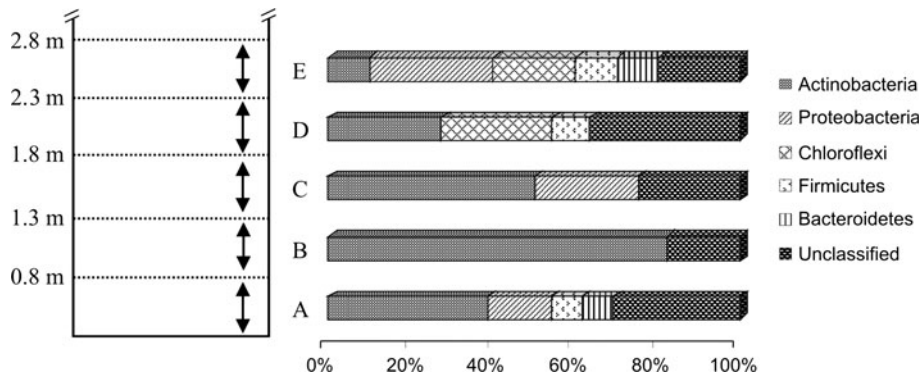 2.8 m
2.3 m
1.8 m
1.3 m
0.8 m
E
D
C
B
A
0% 20% 40% 60% 80% 100%
Actinobacteria
Proteobacteria
Chloroflexi
Firmicutes
Bacteroidetes
Unclassified